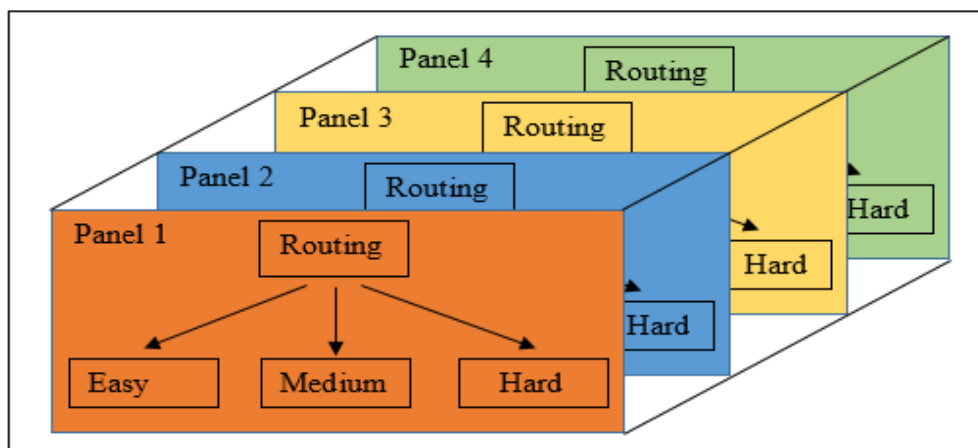 Panel 4
Routing
Panel 3
Routing
Panel 2
Routing
Panel 1
Routing
Hard
Hard
Hard
Easy
Medium
Hard